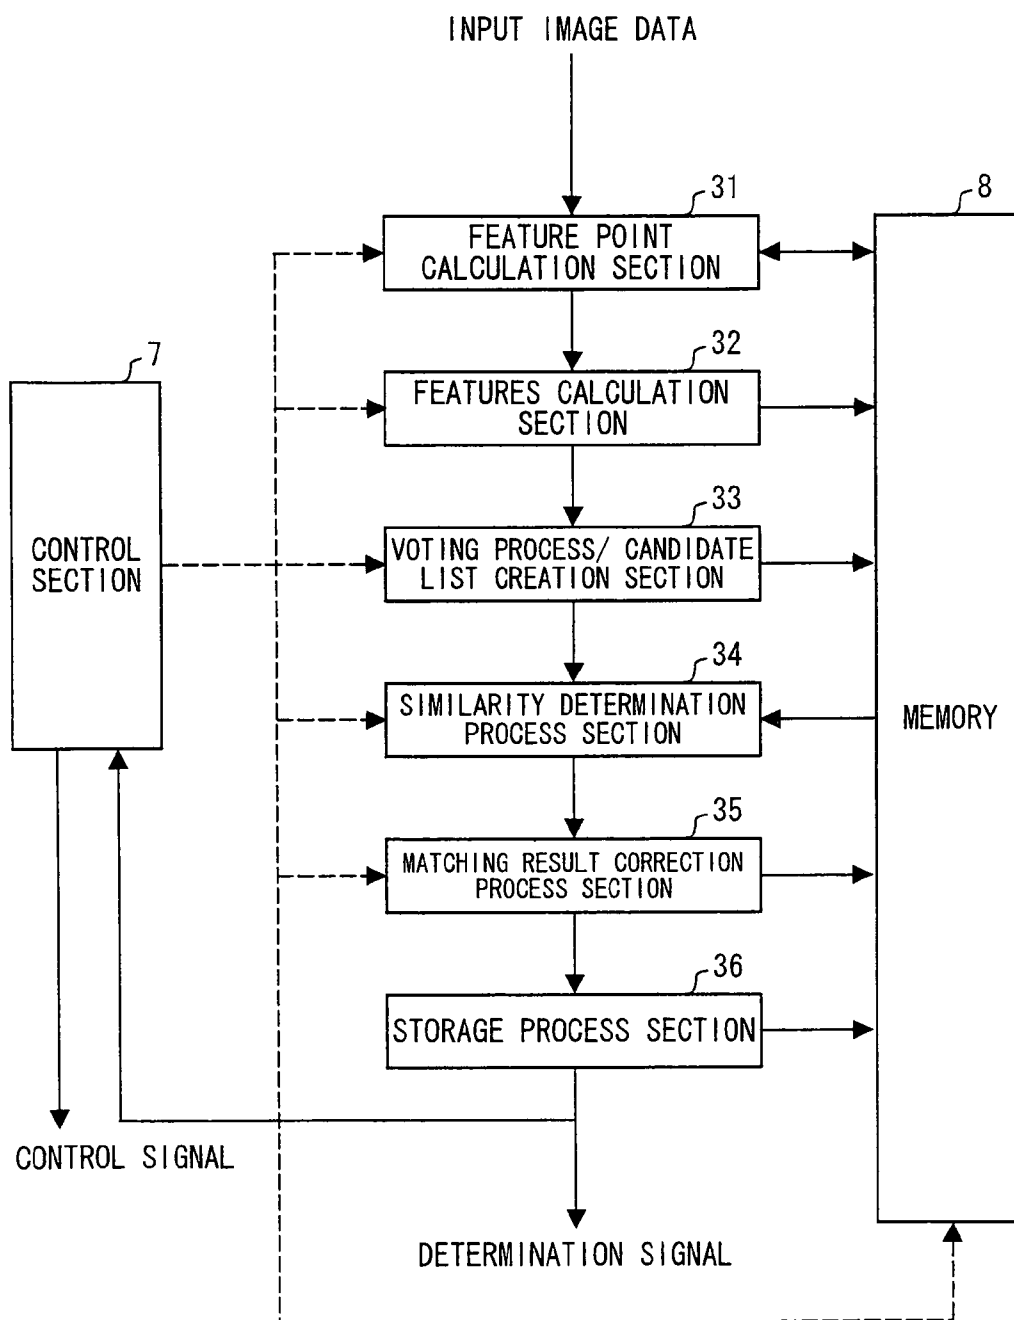 INPUT IMAGE DATA
31
8
FEATURE POINT
CALCULATION SECTION
32
7
FEATURES CALCULATION
SECTION
33
CONTROL
SECTION
VOTING PROCESS/ CANDIDATE
LIST CREATION SECTION
34
SIMILARITY DETERMINATION
PROCESS SECTION
MEMORY
35
MATCHING RESULT CORRECTION
PROCESS SECTION
36
STORAGE PROCESS SECTION
CONTROL SIGNAL
DETERMINATION SIGNAL